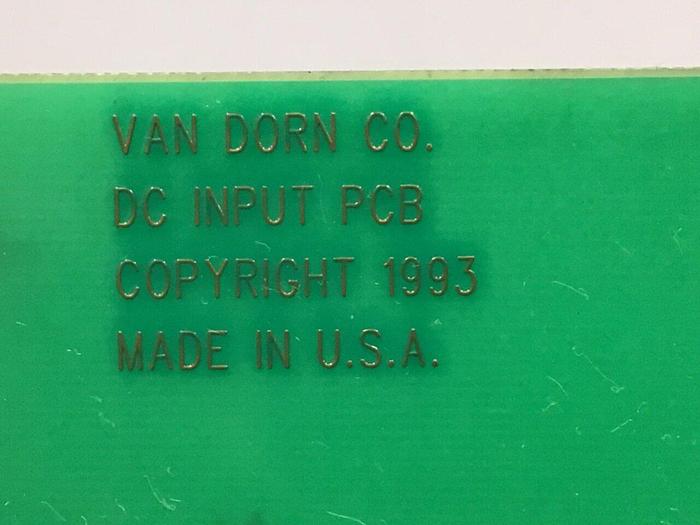 VAN DORN CO.
DC INPUT PCB
COPYRIGHT 1993
MADE IN U.S.A.